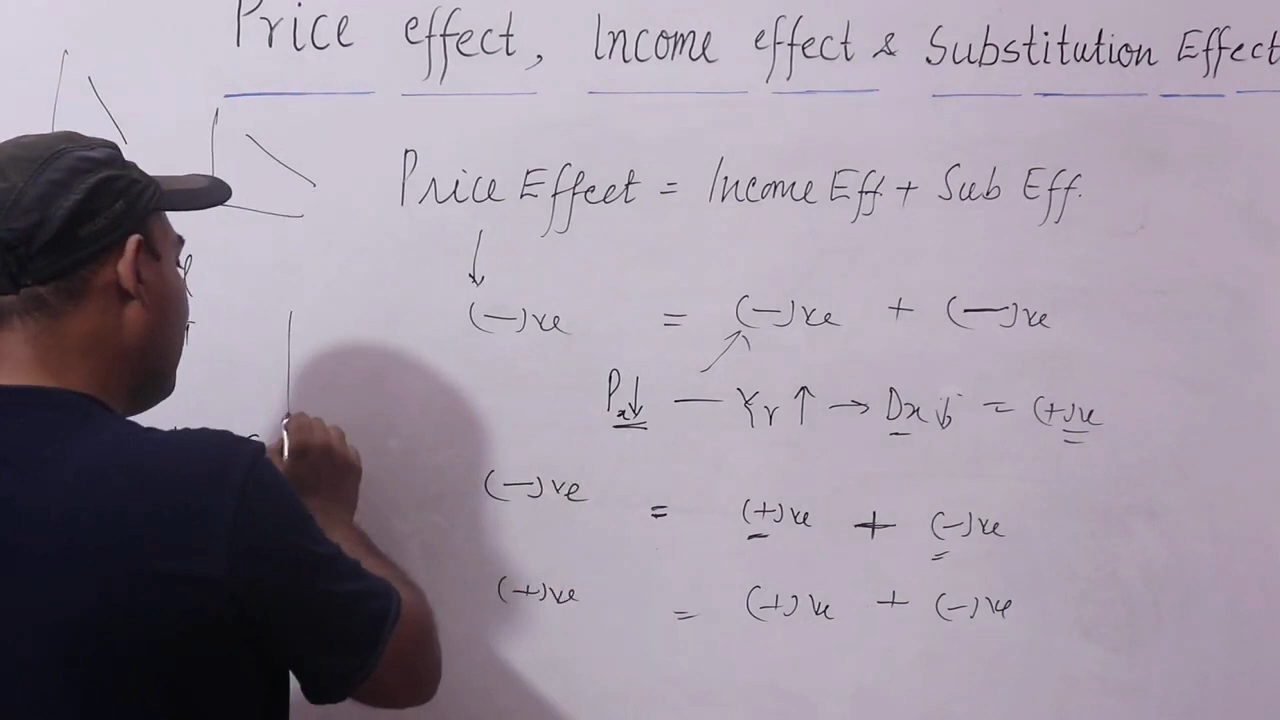 Price effect, Income effect & Substitution Effect
Price Effect = Income Eff + Sub Eff.
↓
(—)ve = (—)ve + (—)ve
Px↓ — Yr ↑ → Dx ↓ = (+)ve
(—)ve = (+)ve + (-)ve
(+)ve = (+)ve + (-)ve